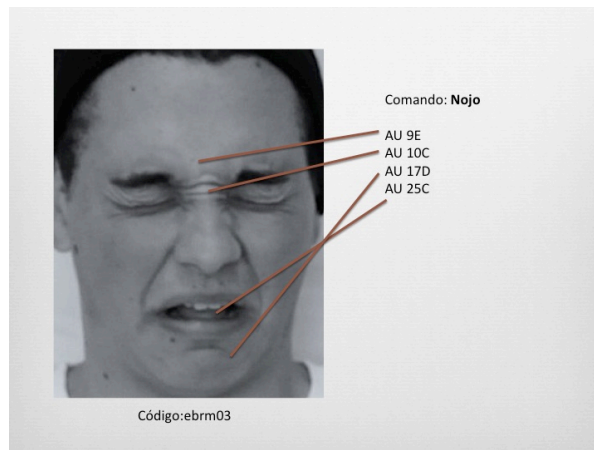 Comando: Nojo
AU 9E
AU 10C
AU 17D
AU 25C
Código:ebrm03